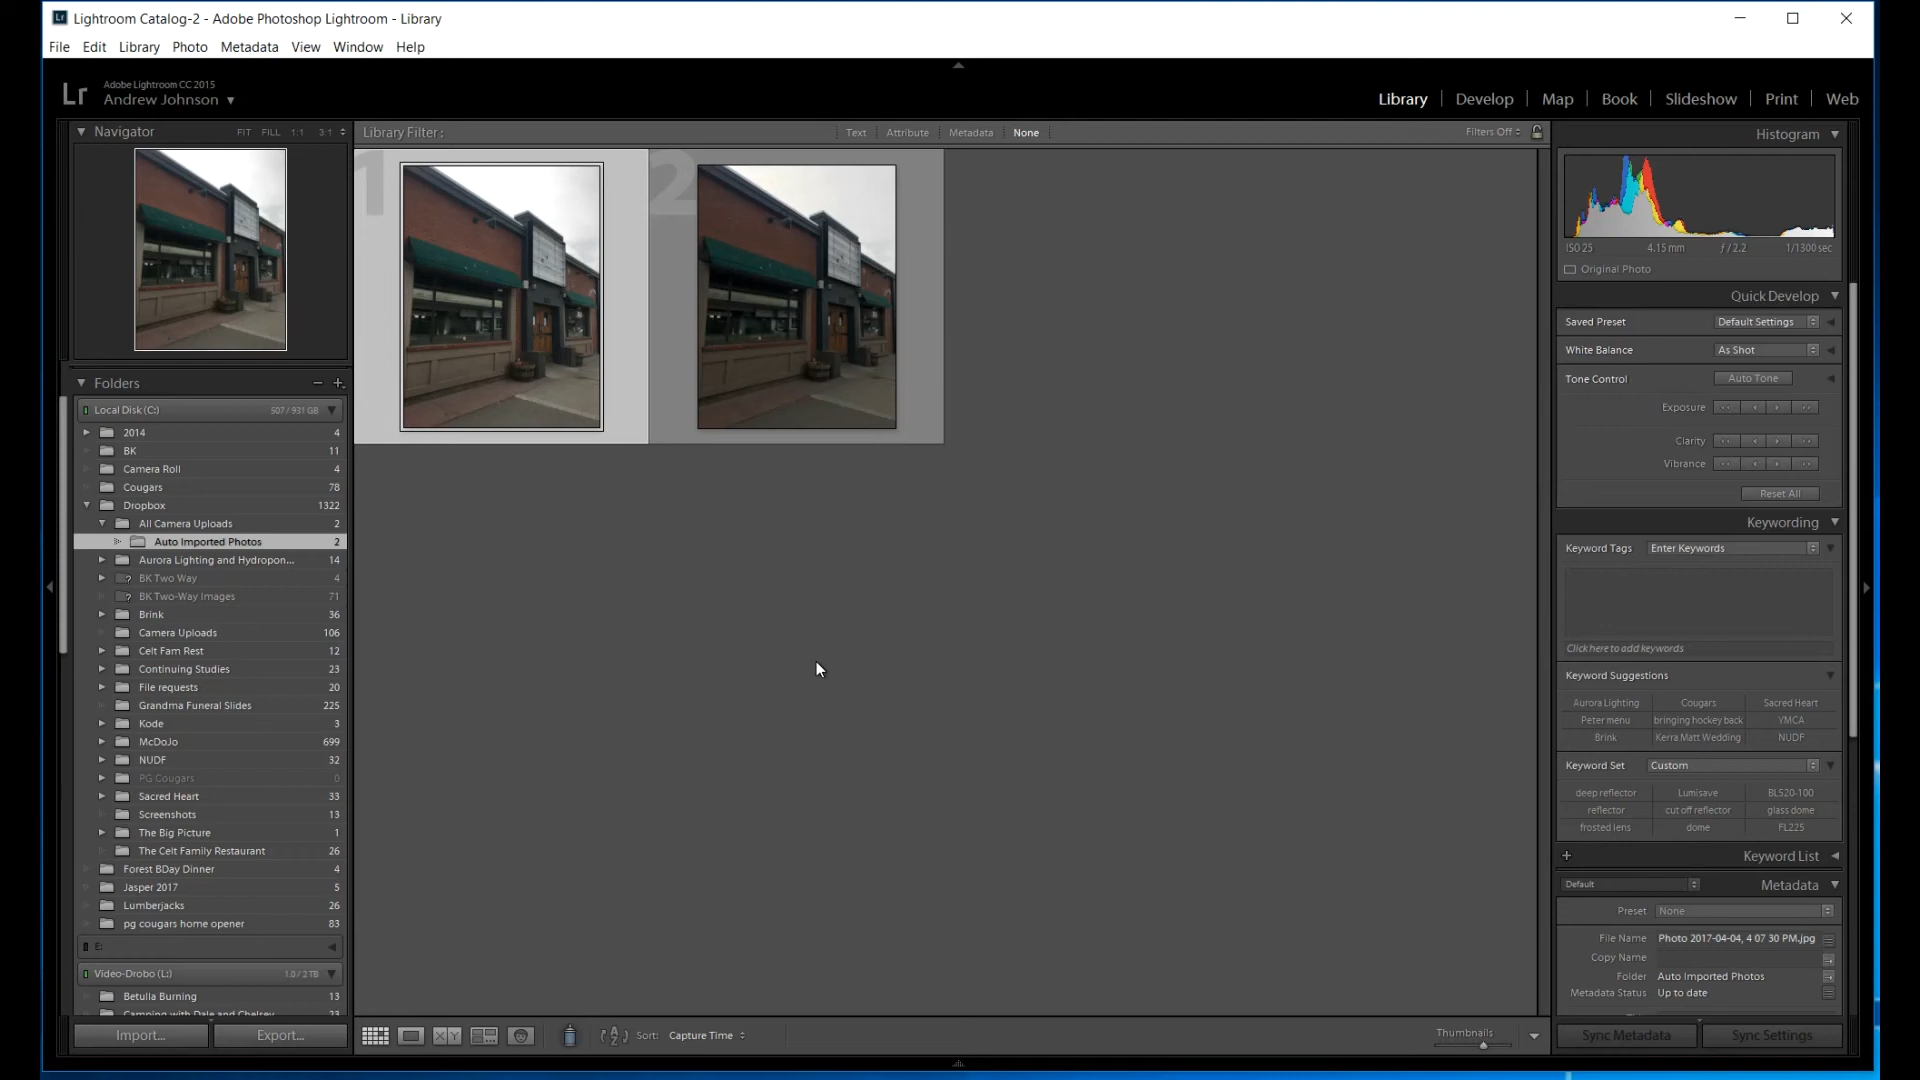 Lr Lightroom Catalog-2 - Adobe Photoshop Lightroom - Library
File Edit Library Photo Metadata View Window Help
Lr Adobe Lightroom CC 2015
Andrew Johnson
Library Develop Map Book Slideshow Print Web
Navigator FIT FILL 1:1 3:1
Library Filter : Text Attribute Metadata None Filters Off
Histogram
1 2
ISO 25 4.15 mm ƒ / 2.2 1/1300 sec
Original Photo
Quick Develop
Saved Preset Default Settings
White Balance As Shot
Tone Control Auto Tone
Exposure
Clarity
Vibrance
Reset All
Folders
Local Disk (C:) 507 / 931 GB
2014 4
BK 11
Camera Roll 4
Cougars 78
Dropbox 1322
All Camera Uploads 2
Auto Imported Photos 2
Aurora Lighting and Hydropon... 14
BK Two Way 4
BK Two-Way Images 71
Brink 36
Camera Uploads 106
Celt Fam Rest 12
Continuing Studies 23
File requests 20
Grandma Funeral Slides 225
Kode 3
McDoJo 699
NUDF 32
PG Cougars 0
Sacred Heart 33
Screenshots 13
The Big Picture 1
The Celt Family Restaurant 26
Forest BDay Dinner 4
Jasper 2017 5
Lumberjacks 26
pg cougars home opener 83
E:
Video-Drobo (L:) 1.0 / 2 TB
Betulla Burning 13
Camping with Dale and Chelsey 23
Import... Export...
Keywording
Keyword Tags Enter Keywords
Click here to add keywords
Keyword Suggestions
Aurora Lighting Cougars Sacred Heart
Peter menu bringing hockey back YMCA
Brink Kerra Matt Wedding NUDF
Keyword Set Custom
deep reflector Lumisave BL520-100
reflector cut off reflector glass dome
frosted lens dome FL225
Keyword List
Default Metadata
Preset None
File Name Photo 2017-04-04, 4 07 30 PM.jpg
Copy Name
Folder Auto Imported Photos
Metadata Status Up to date
Sort: Capture Time
Thumbnails
Sync Metadata Sync Settings